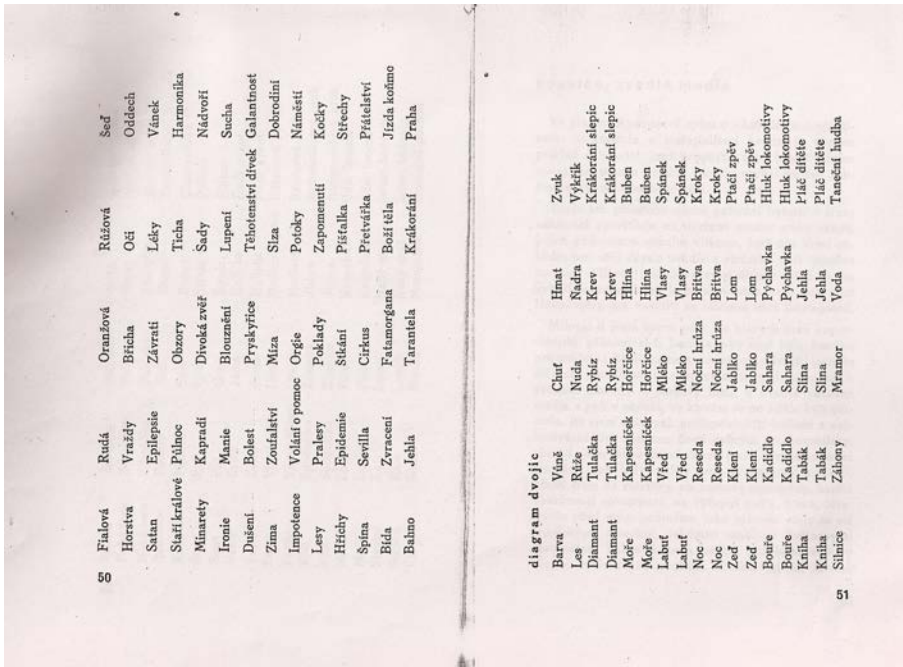 Fialová Rudá Oranžová Růžová Šeď
Horstva Vraždy Břicha Oči Oddech
Satan Epilepsie Závrati Léky Vánek
Staří králové Půlnoc Obzory Ticha Harmonika
Minarety Kapradí Divoká zvěř Sady Nádvoří
Ironie Manie Blouznění Lupení Sucha
Dušení Bolest Pryskyřice Těhotenství dívek Galantnost
Zima Zoufalství Míza Slza Dobrodiní
Impotence Volání o pomoc Orgie Potoky Náměstí
Lesy Pralesy Poklady Zapomenutí Kočky
Hříchy Epidemie Štkání Píšťalka Střechy
Špína Sevilla Cirkus Přetvářka Přátelství
Bída Zvracení Fatamorgana Boží těla Jízda koňmo
Bahno Jehla Tarantela Krákorání Praha
50
diagram dvojic
Barva Vůně Chuť Hmat Zvuk
Les Růže Nuda Ňadra Výkřik
Diamant Tulačka Rybíz Krev Krákorání slepic
Diamant Tulačka Rybíz Krev Krákorání slepic
Moře Kapesníček Hořčice Hlína Buben
Moře Kapesníček Hořčice Hlína Buben
Labuť Vřed Mléko Vlasy Spánek
Labuť Vřed Mléko Vlasy Spánek
Noc Reseda Noční hrůza Břitva Kroky
Noc Reseda Noční hrůza Břitva Kroky
Zeď Klení Jablko Lom Ptačí zpěv
Zeď Klení Jablko Lom Ptačí zpěv
Bouře Kadidlo Sahara Pýchavka Hluk lokomotivy
Bouře Kadidlo Sahara Pýchavka Hluk lokomotivy
Kniha Tabák Slina Jehla Pláč dítěte
Kniha Tabák Slina Jehla Pláč dítěte
Silnice Záhony Mramor Voda Taneční hudba
51